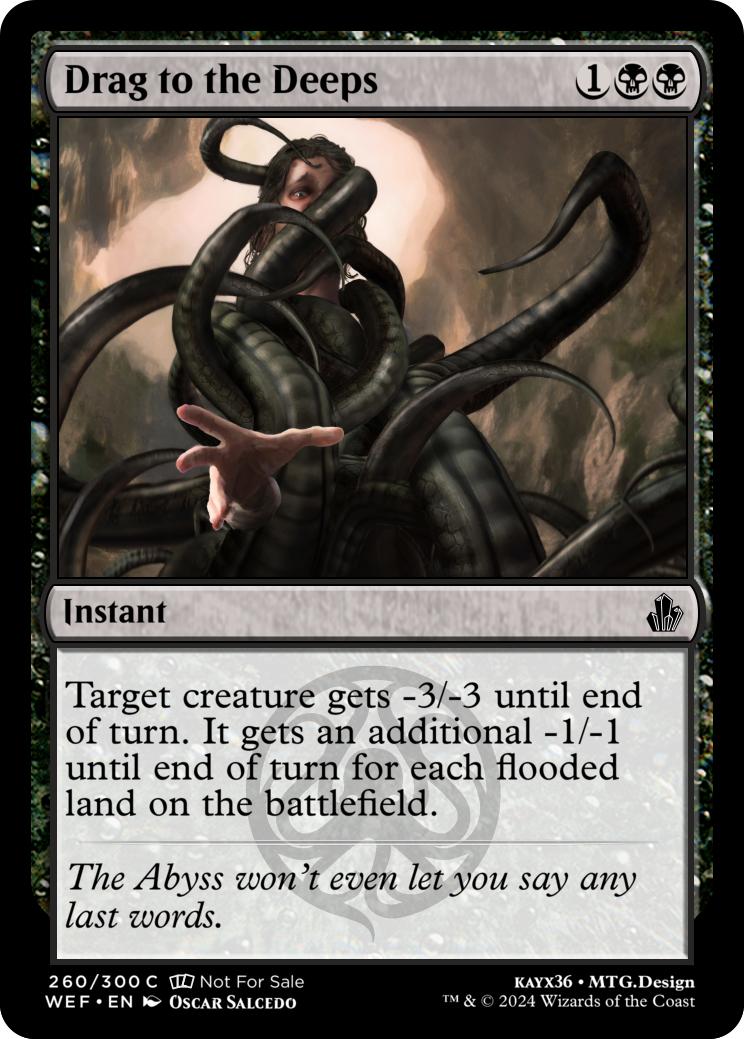 Drag to the Deeps 1
Instant
Target creature gets -3/-3 until end
of turn. It gets an additional -1/-1
until end of turn for each flooded
land on the battlefield.
The Abyss won't even let you say any
last words.
260/300 C Not For Sale
WEF • EN Oscar Salcedo
kayx36 • MTG.Design
™ & © 2024 Wizards of the Coast